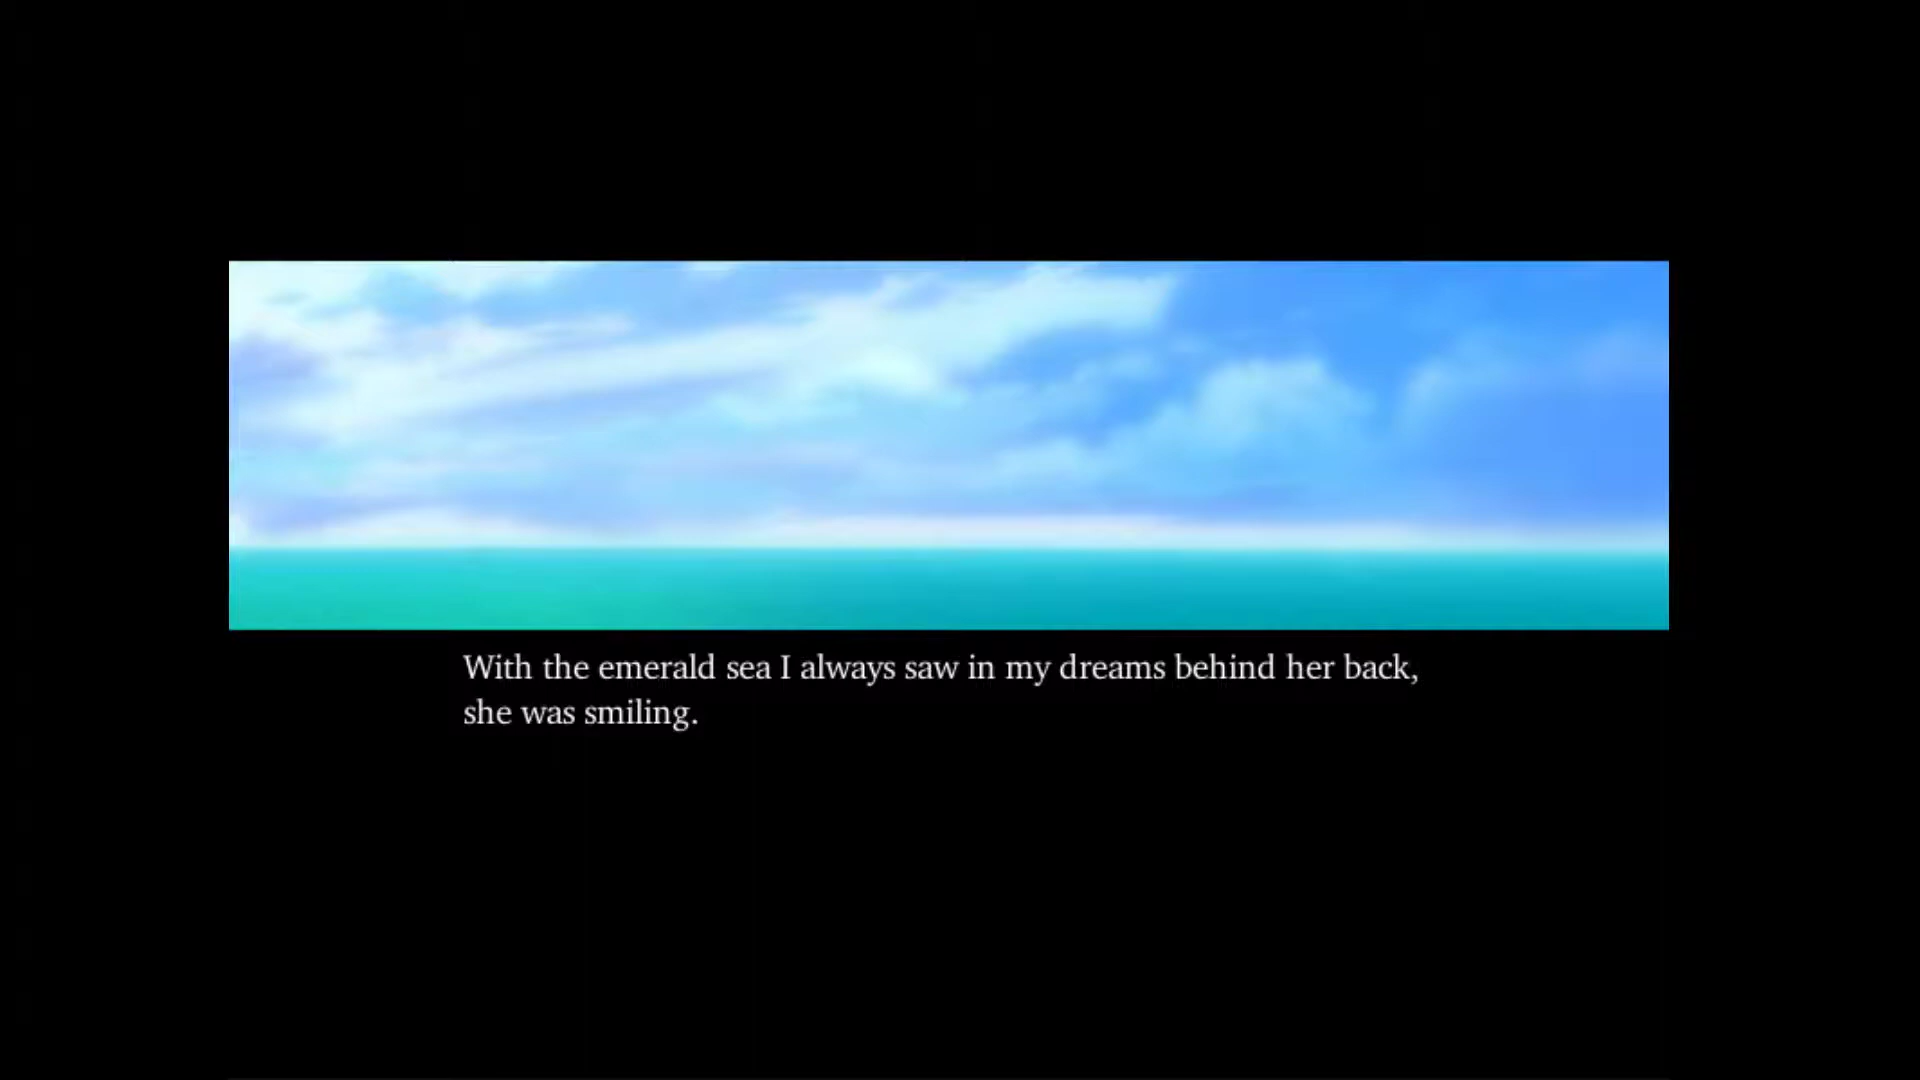 With the emerald sea I always saw in my dreams behind her back,
she was smiling.